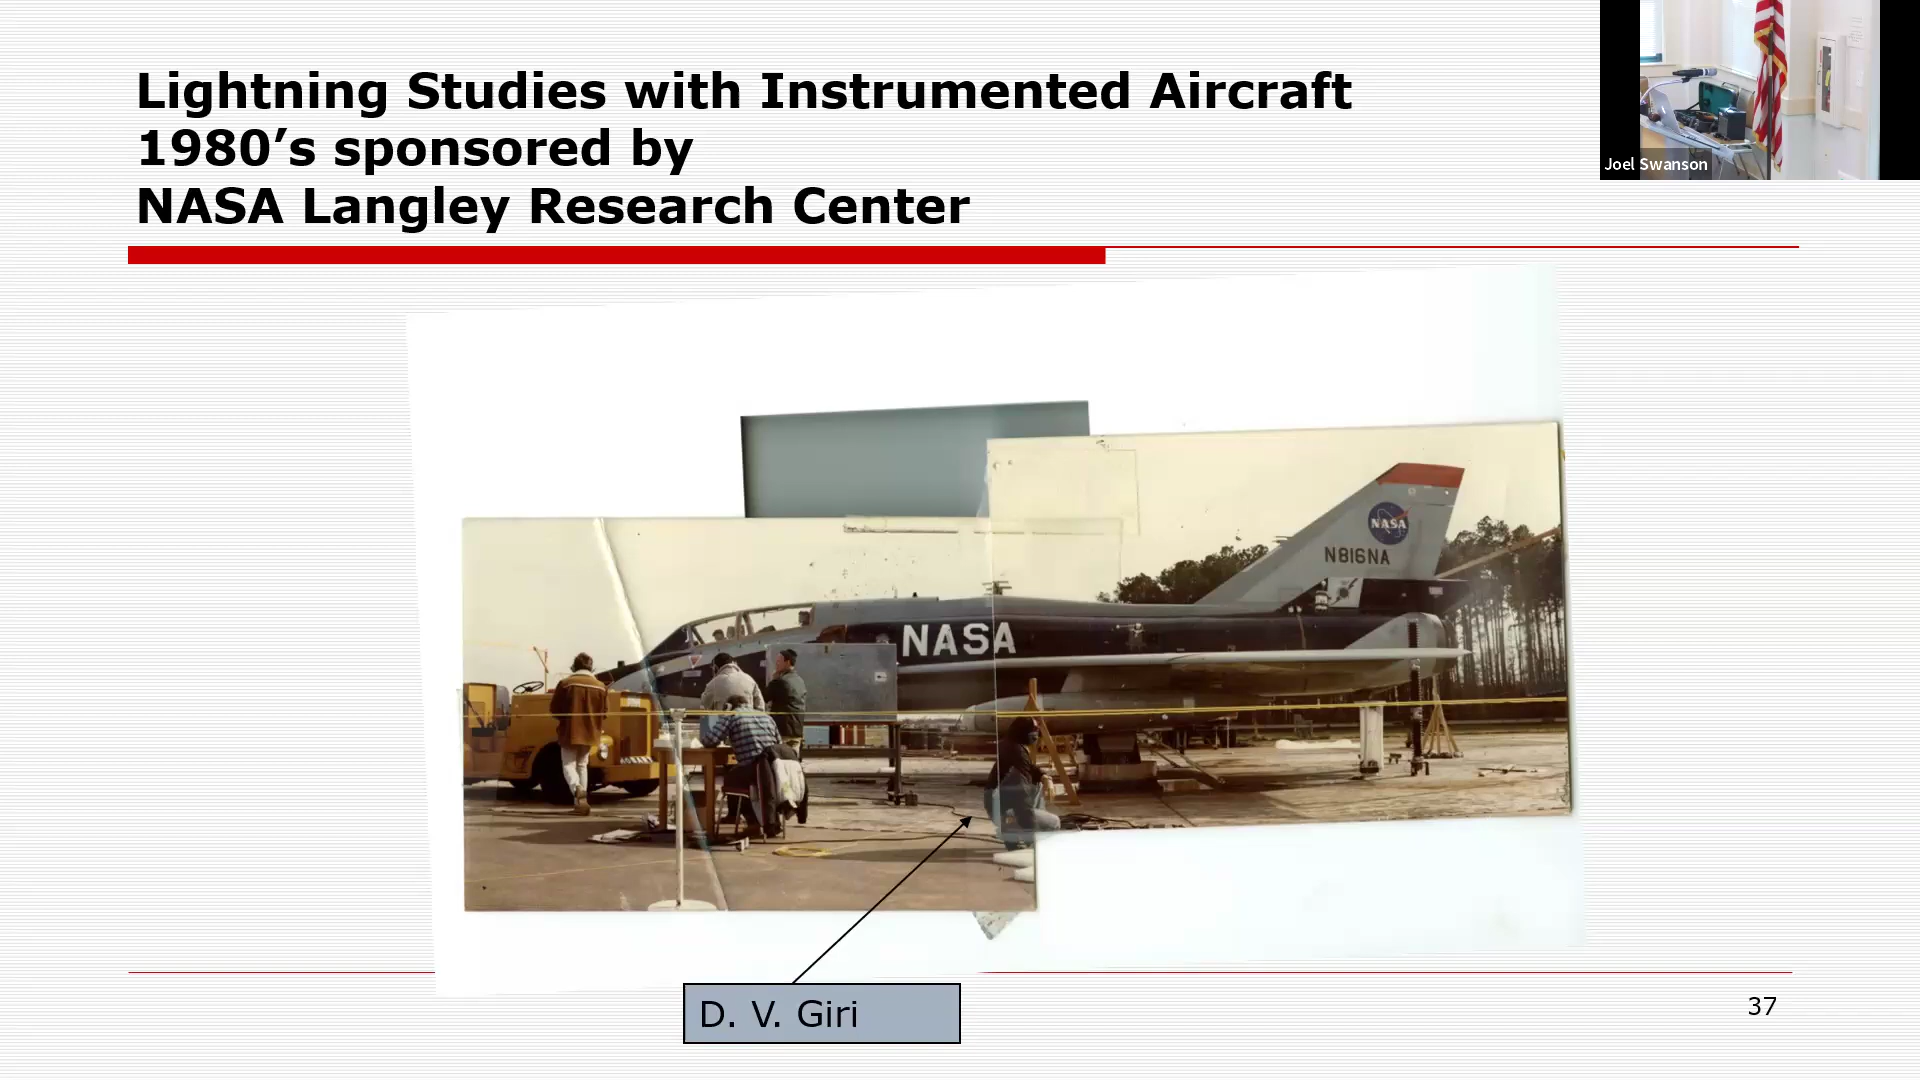 Lightning Studies with Instrumented Aircraft
1980’s sponsored by
NASA Langley Research Center
Joel Swanson
NASA
N816NA
NASA
D. V. Giri
37